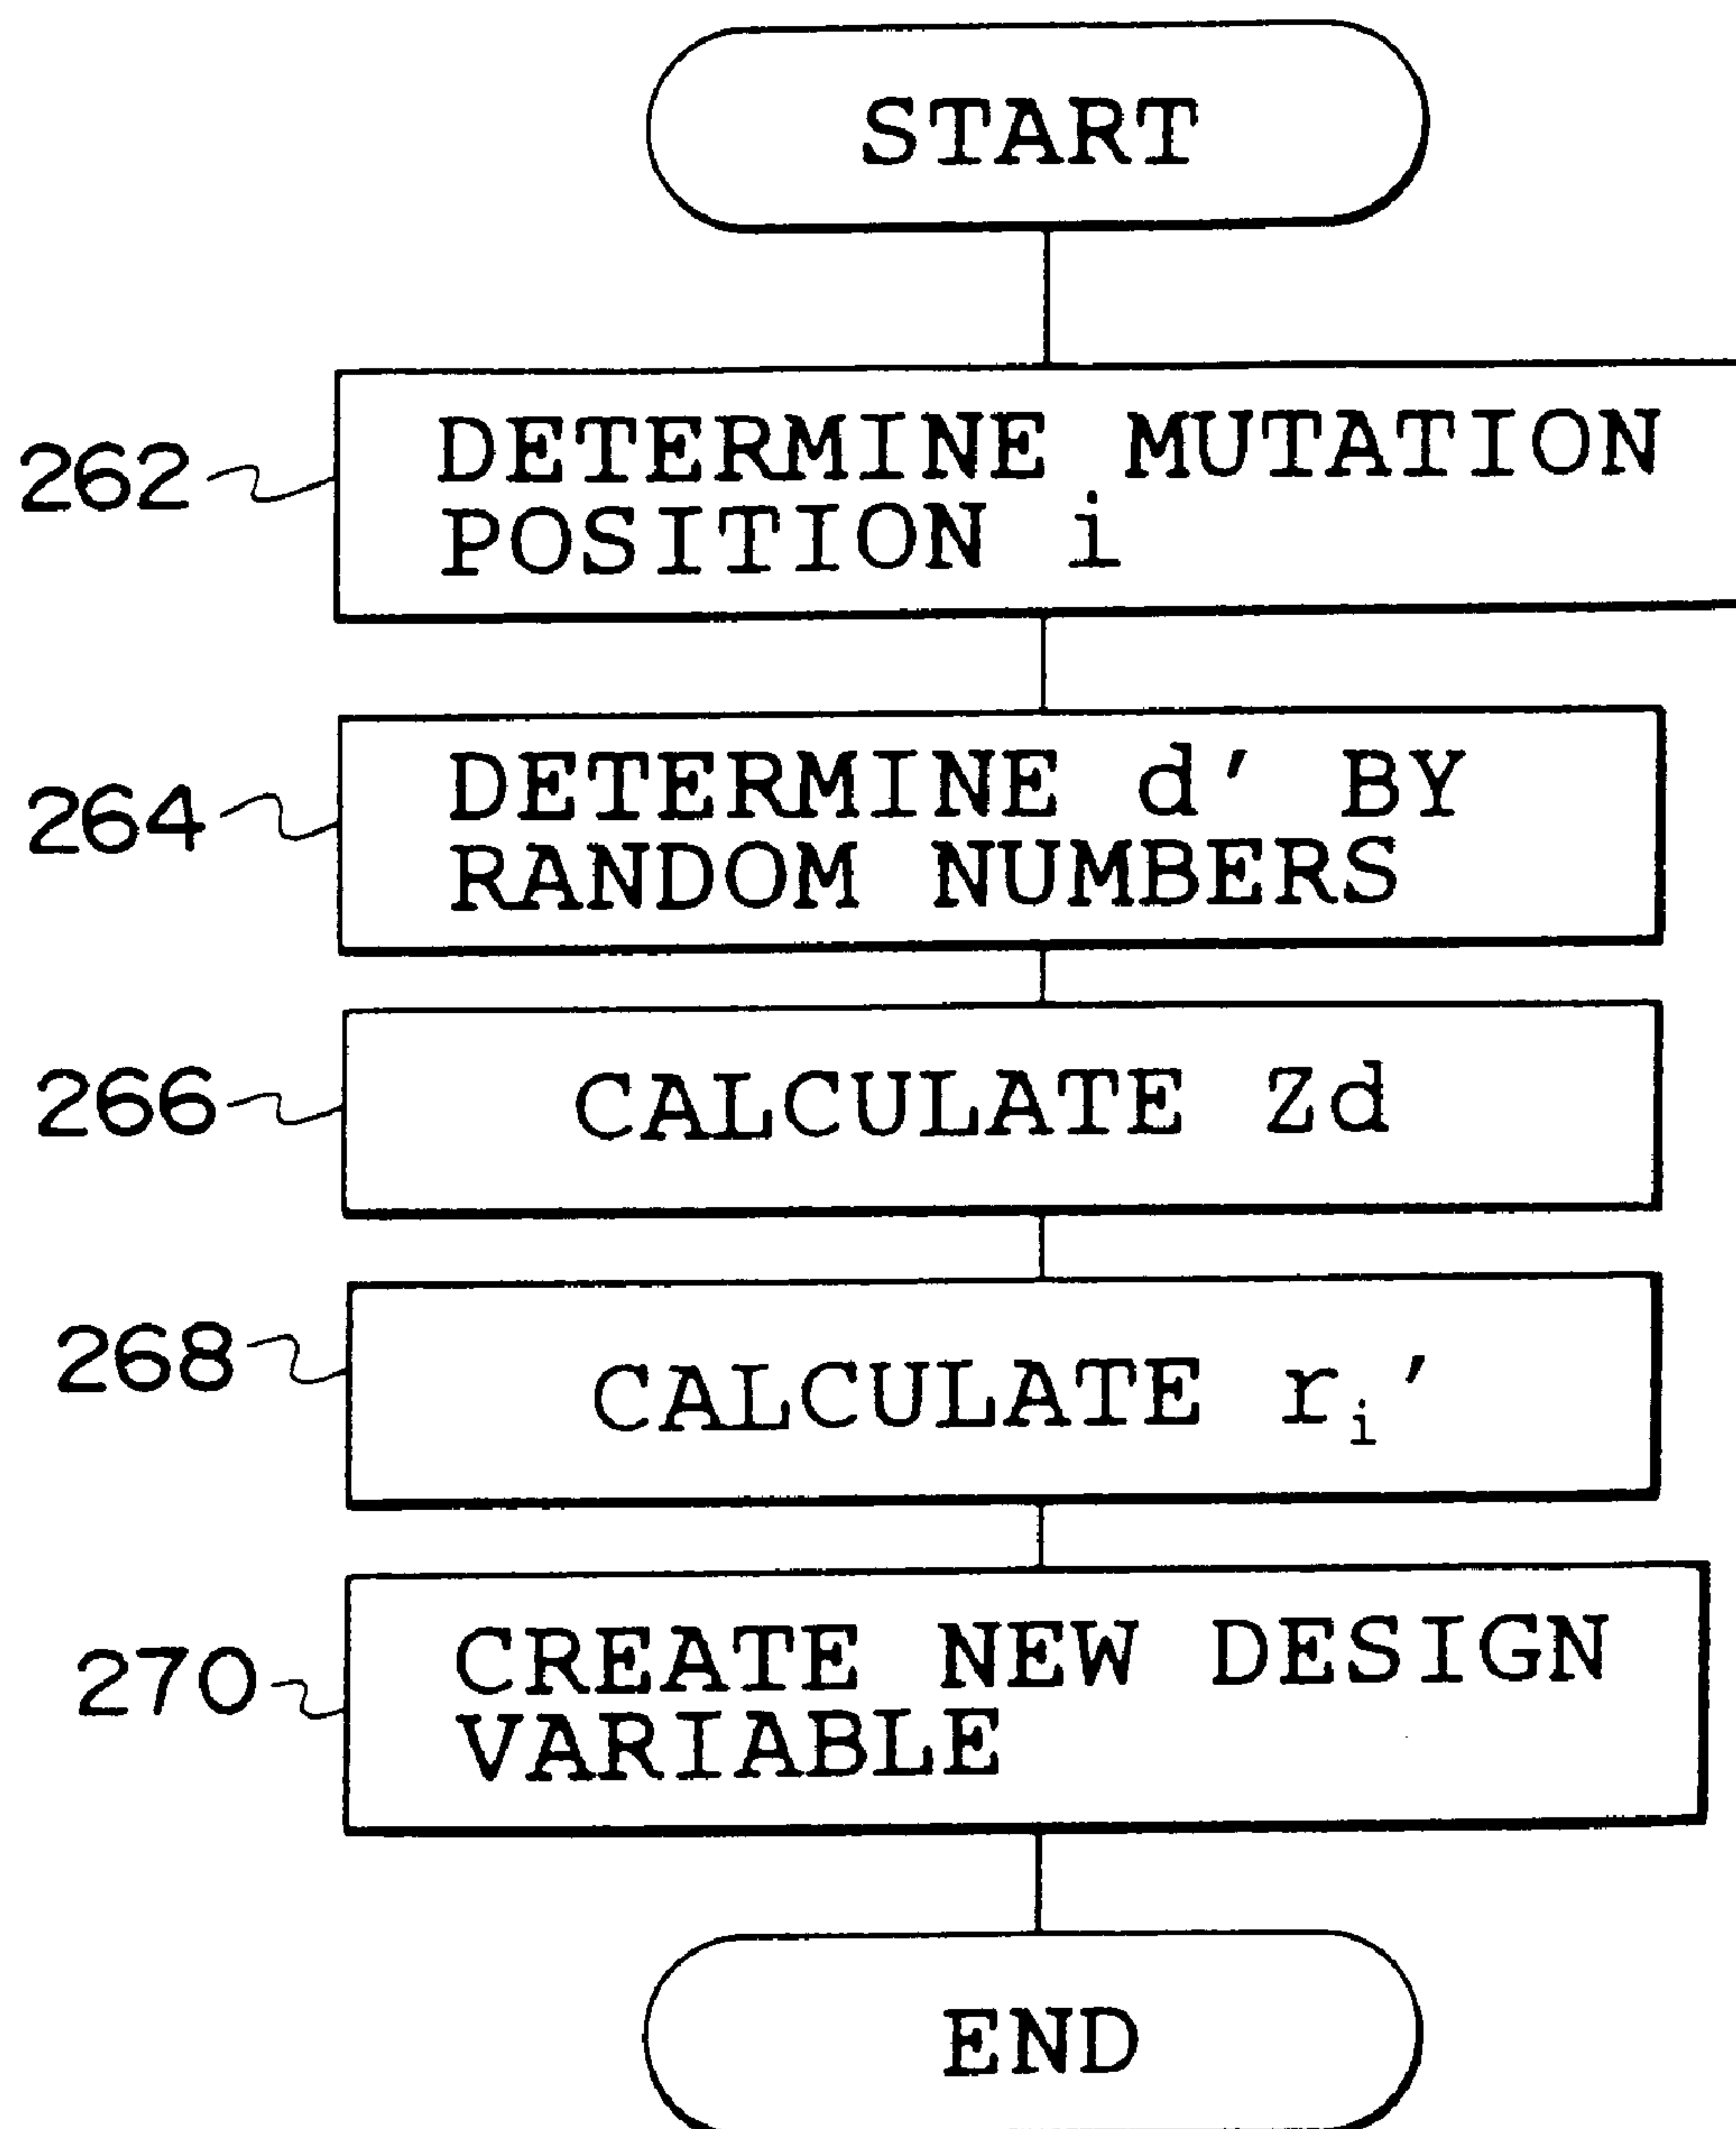 START
262
DETERMINE MUTATION
POSITION i
264
DETERMINE d' BY
RANDOM NUMBERS
266
CALCULATE Zd
268
CALCULATE rᵢ'
270
CREATE NEW DESIGN
VARIABLE
END